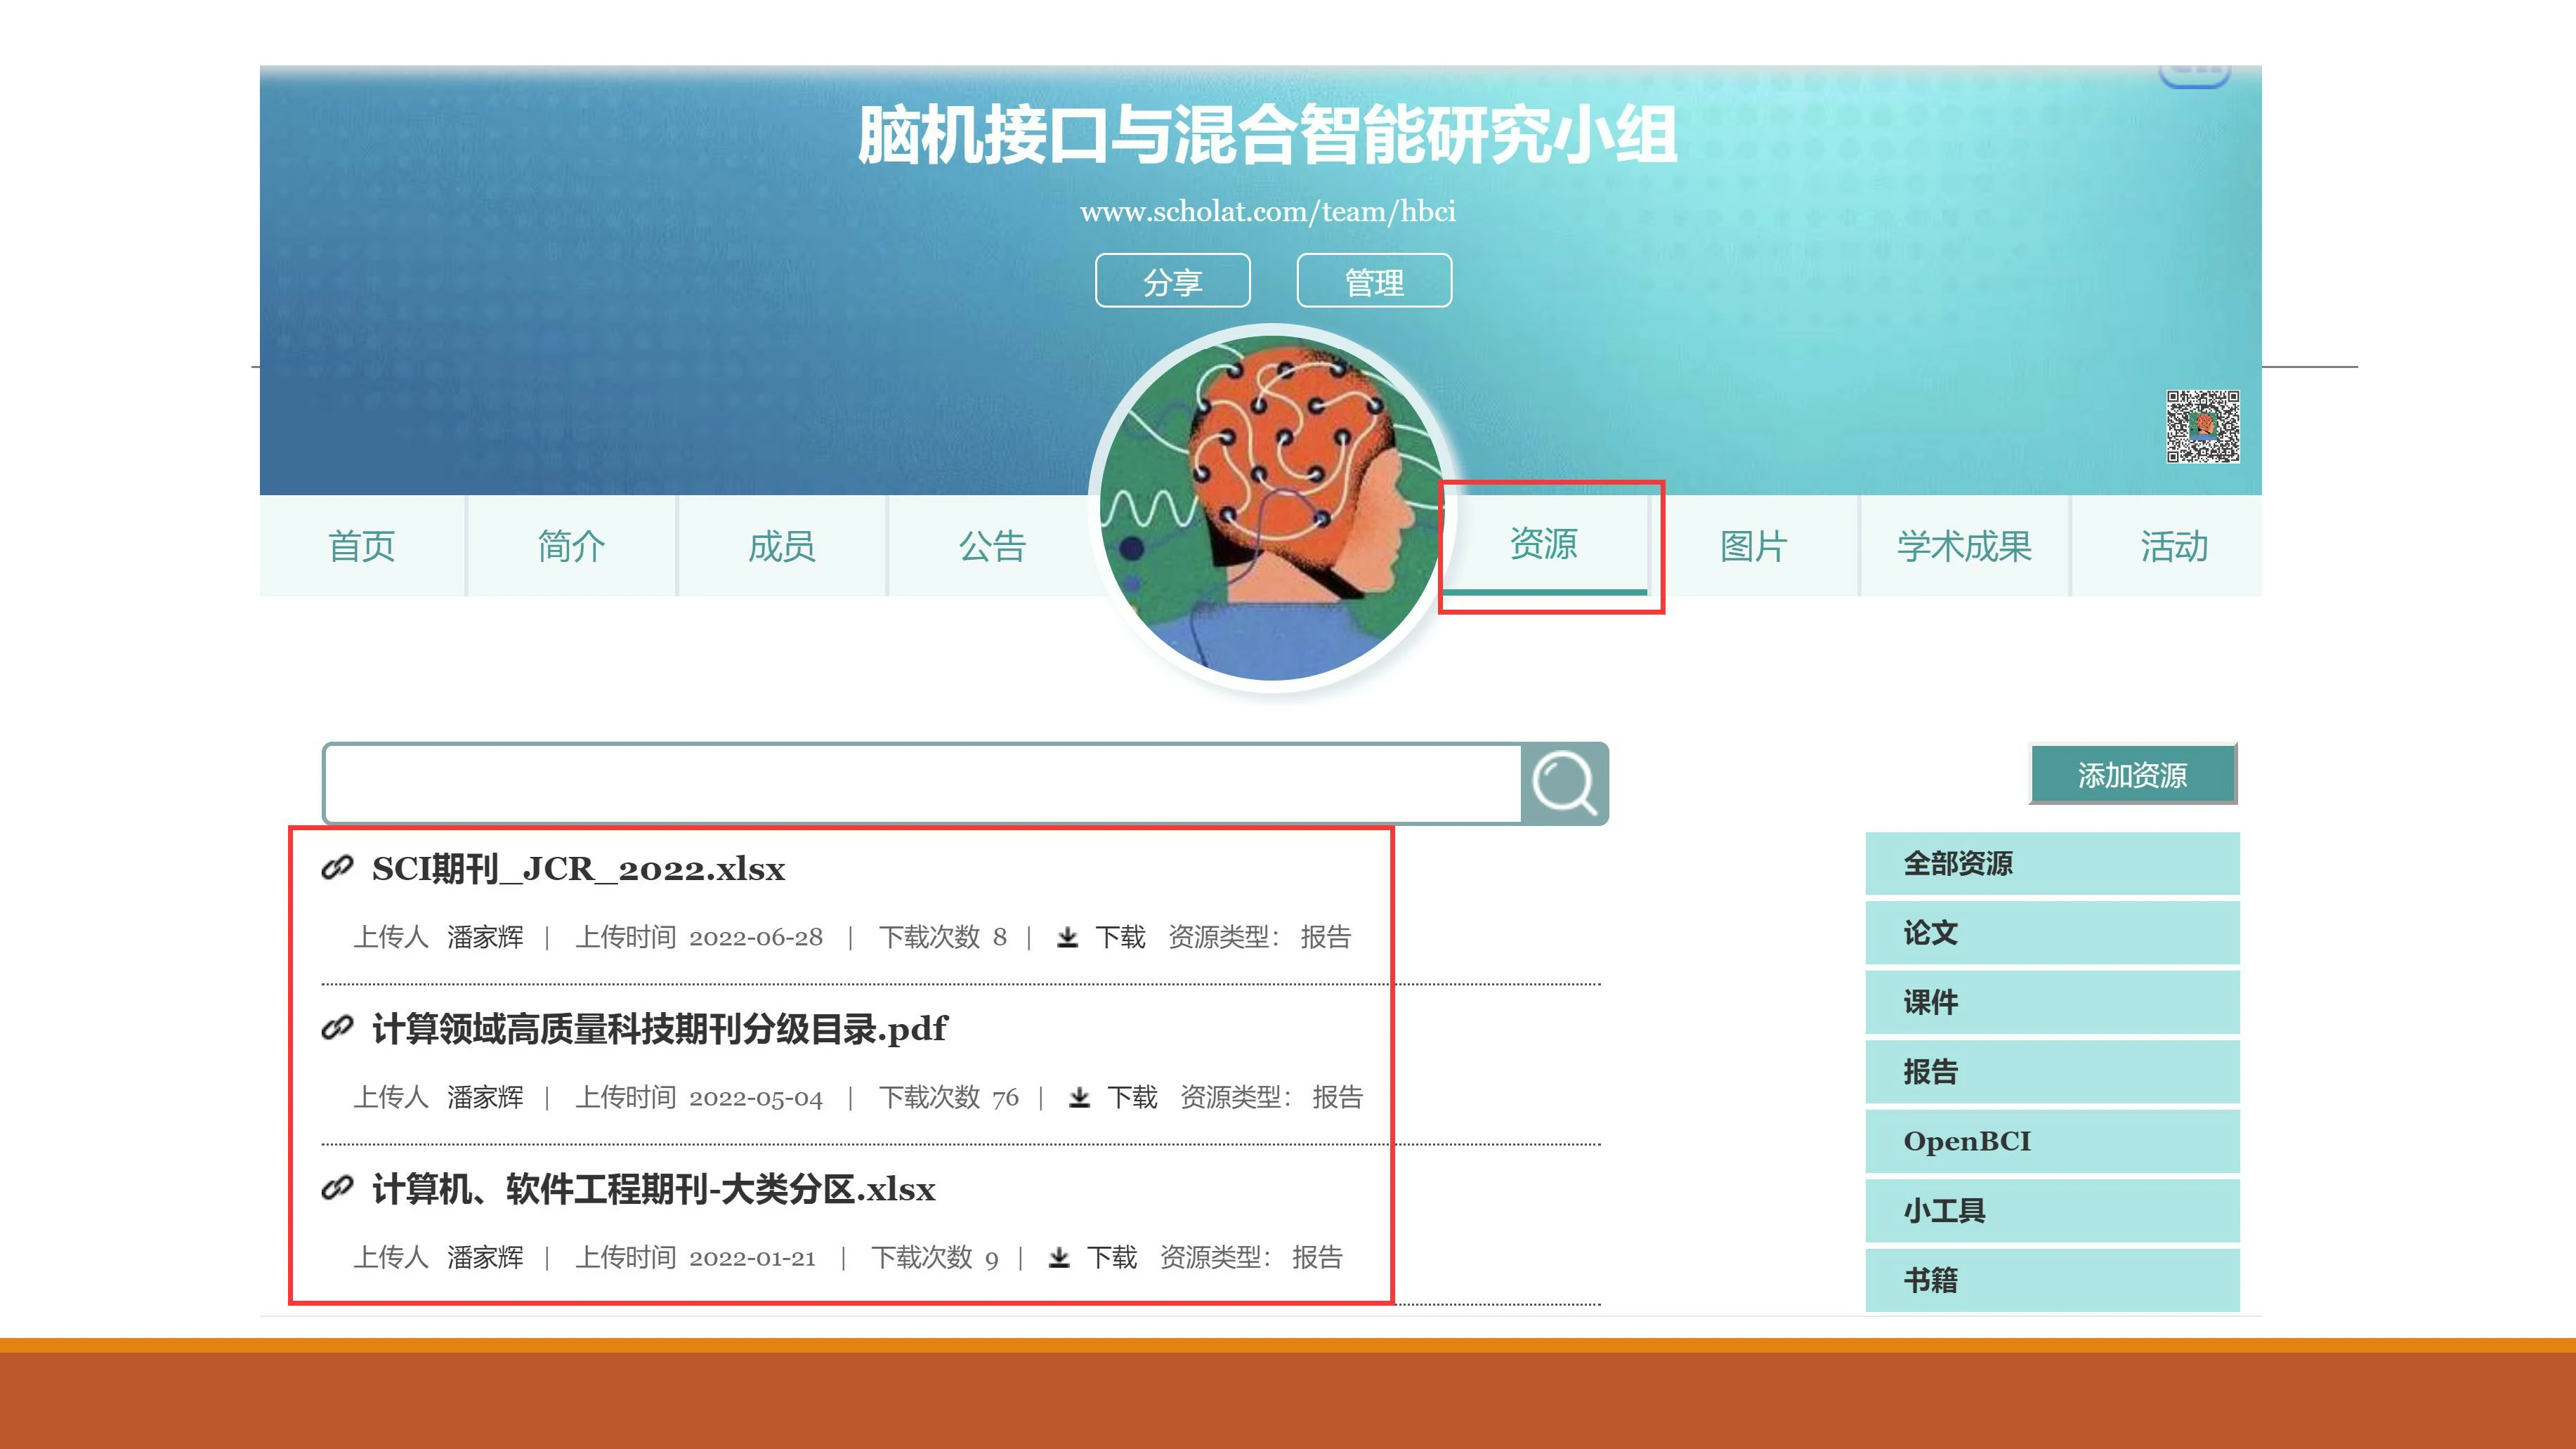 脑机接口与混合智能研究小组
www.scholat.com/team/hbci
分享 管理
首页 简介 成员 公告 资源 图片 学术成果 活动
添加资源
SCI期刊_JCR_2022.xlsx
上传人 潘家辉 | 上传时间 2022-06-28 | 下载次数 8 | 下载 资源类型： 报告
计算领域高质量科技期刊分级目录.pdf
上传人 潘家辉 | 上传时间 2022-05-04 | 下载次数 76 | 下载 资源类型： 报告
计算机、软件工程期刊-大类分区.xlsx
上传人 潘家辉 | 上传时间 2022-01-21 | 下载次数 9 | 下载 资源类型： 报告
全部资源
论文
课件
报告
OpenBCI
小工具
书籍